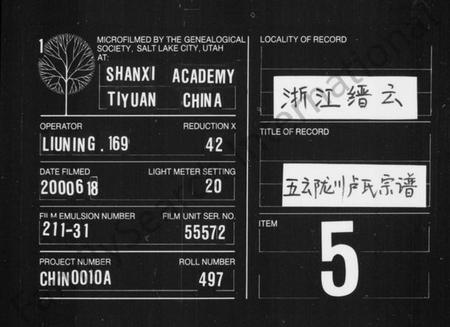 1
MICROFILMED BY THE GENEALOGICAL
SOCIETY, SALT LAKE CITY, UTAH
AT:
SHANXI ACADEMY
TIYUAN CHINA
OPERATOR REDUCTION X
LIUNING.169 42
DATE FILMED LIGHT METER SETTING
2000618 20
FILM EMULSION NUMBER FILM UNIT SER. NO.
211-31 55572
PROJECT NUMBER ROLL NUMBER
CHIN0010A 497
LOCALITY OF RECORD
浙江缙云
TITLE OF RECORD
五云陇川卢氏宗谱
ITEM
5
FamilySearch International